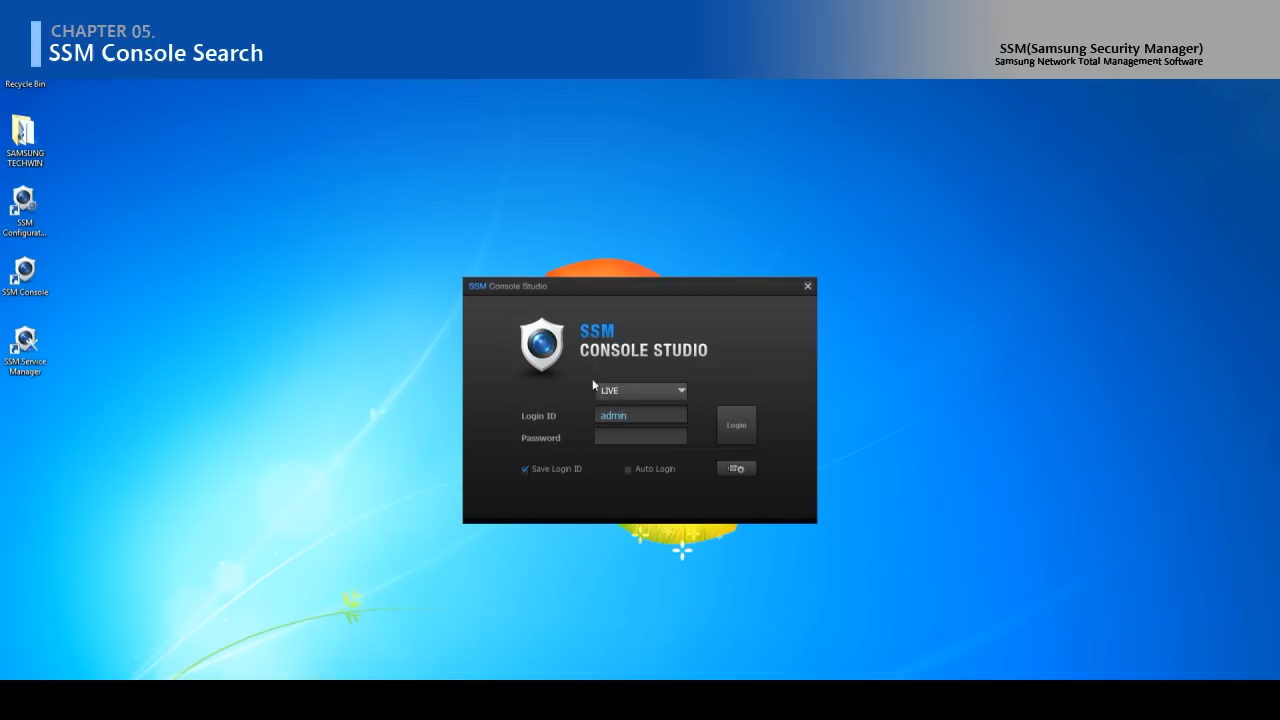 CHAPTER 05.
SSM Console Search
SSM(Samsung Security Manager)
Samsung Network Total Management Software
Recycle Bin
SAMSUNG
TECHWIN
SSM
Configurat...
SSM Console
SSM Service
Manager
SSM Console Studio
SSM
CONSOLE STUDIO
LIVE
Login ID
admin
Password
Login
Save Login ID
Auto Login